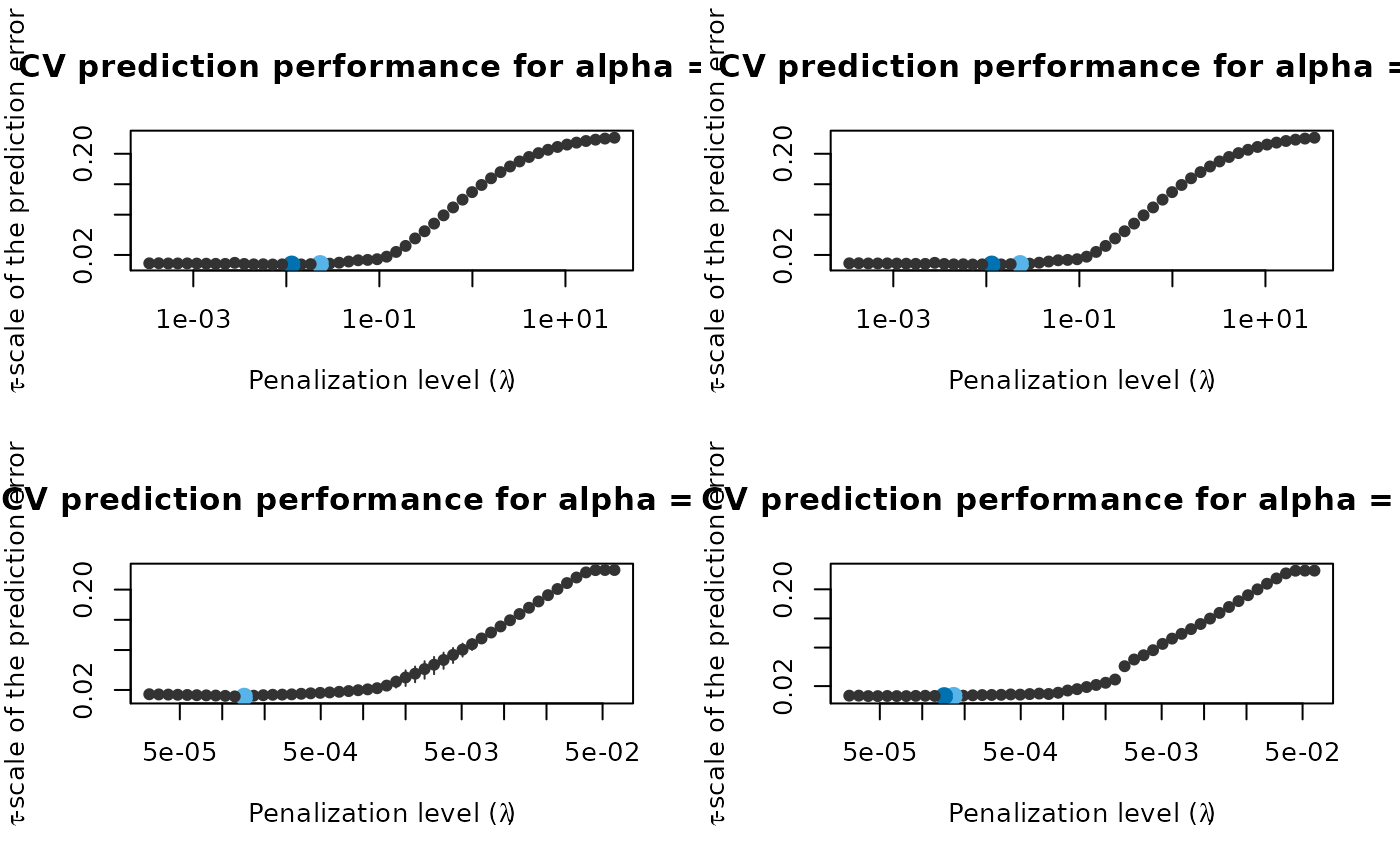 CV prediction performance for alpha =
τ-scale of the prediction error
0.20
0.02
1e-03 1e-01 1e+01
Penalization level (λ)
CV prediction performance for alpha =
τ-scale of the prediction error
0.20
0.02
1e-03 1e-01 1e+01
Penalization level (λ)
CV prediction performance for alpha =
τ-scale of the prediction error
0.20
0.02
5e-05 5e-04 5e-03 5e-02
Penalization level (λ)
CV prediction performance for alpha =
τ-scale of the prediction error
0.20
0.02
5e-05 5e-04 5e-03 5e-02
Penalization level (λ)